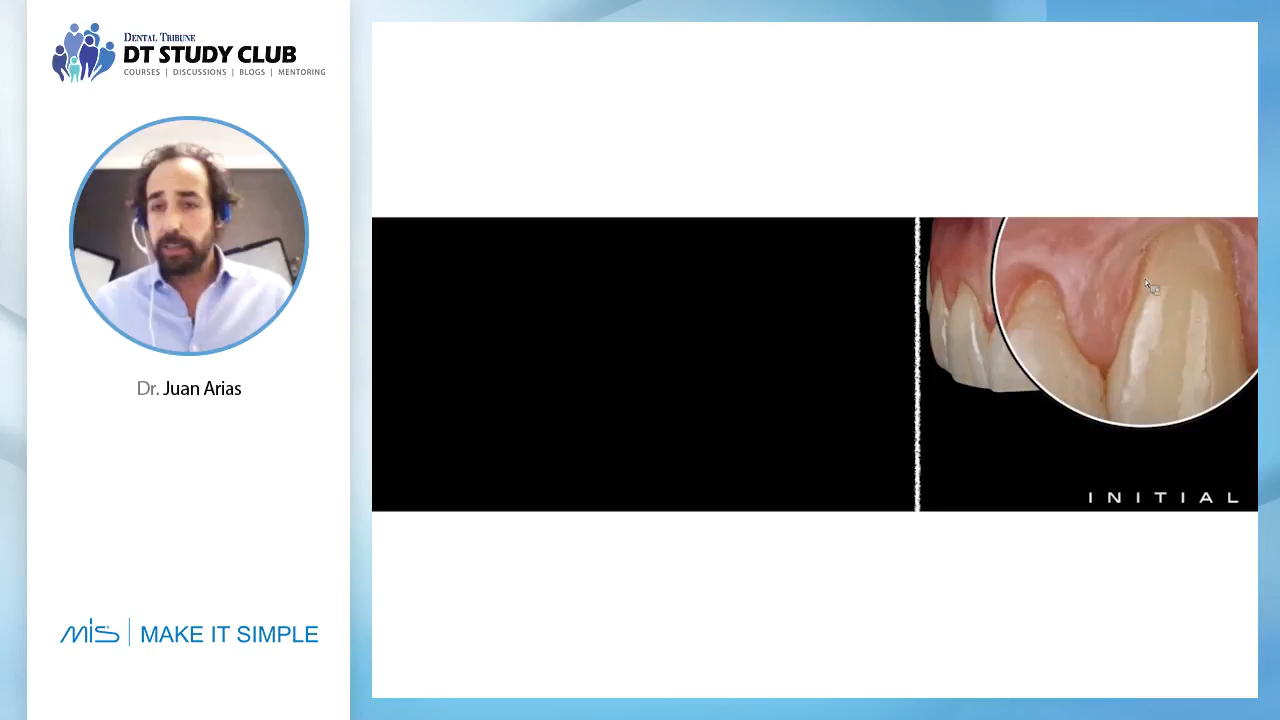 DENTAL TRIBUNE
DT STUDY CLUB
COURSES | DISCUSSIONS | BLOGS | MENTORING
Dr. Juan Arias
MIS | MAKE IT SIMPLE
INITIAL